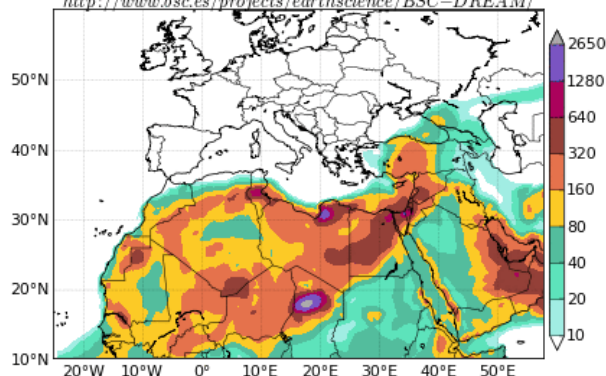 http://www.bsc.es/projects/earthscience/BSC−DREAM/
50°N
40°N
30°N
20°N
10°N
20°W 10°W 0° 10°E 20°E 30°E 40°E 50°E
2650
1280
640
320
160
80
40
20
10